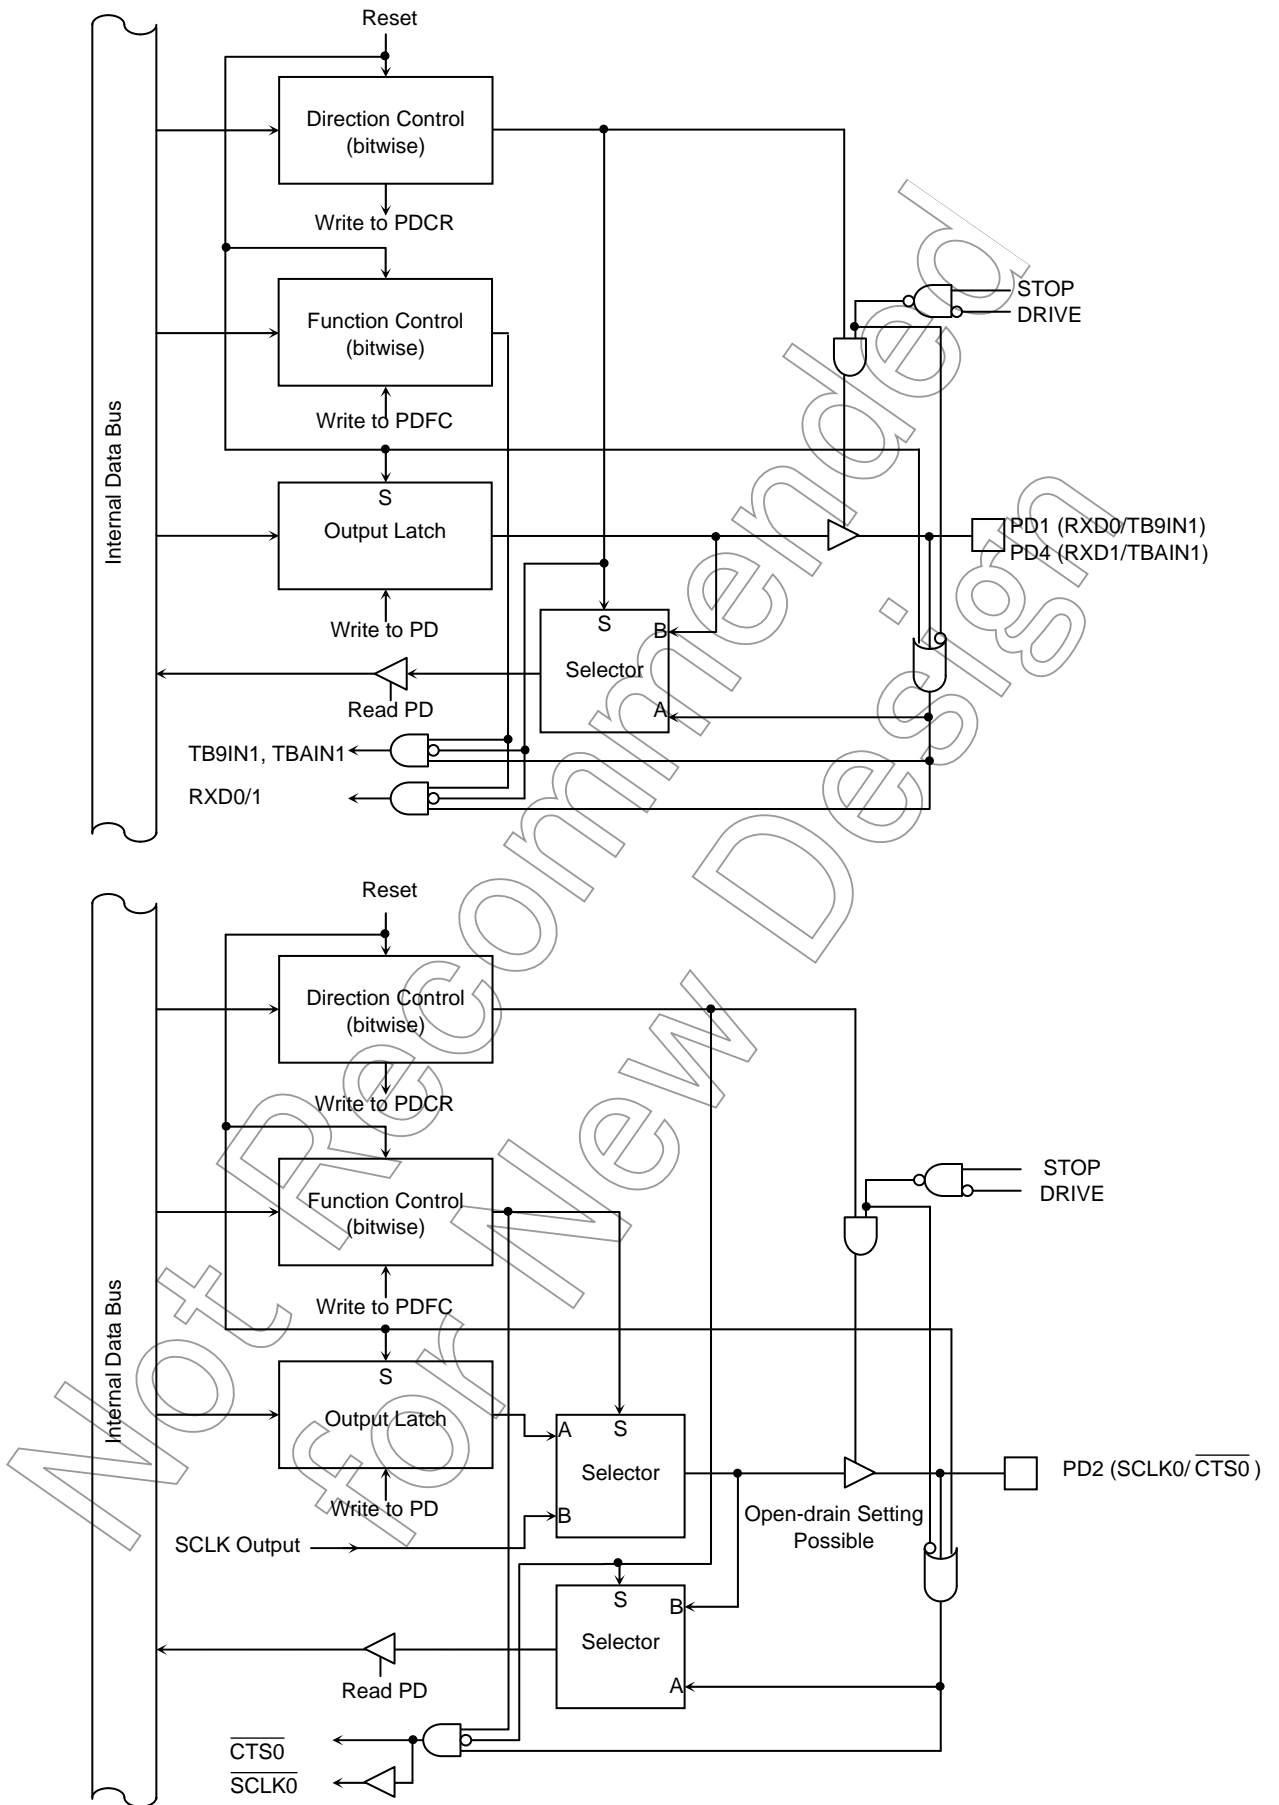 Reset
Direction Control
(bitwise)
Write to PDCR
Function Control
(bitwise)
Write to PDFC
S
Output Latch
Write to PD
Internal Data Bus
STOP
DRIVE
PD1 (RXD0/TB9IN1)
PD4 (RXD1/TBAIN1)
S
B
Selector
A
Read PD
TB9IN1, TBAIN1
RXD0/1
Reset
Direction Control
(bitwise)
Write to PDCR
Function Control
(bitwise)
Write to PDFC
S
Output Latch
Write to PD
Internal Data Bus
STOP
DRIVE
A
S
Selector
B
SCLK Output
PD2 (SCLK0/ CTS0 )
Open-drain Setting
Possible
S
B
Selector
A
Read PD
CTS0
SCLK0
Not Recommended
for New Design